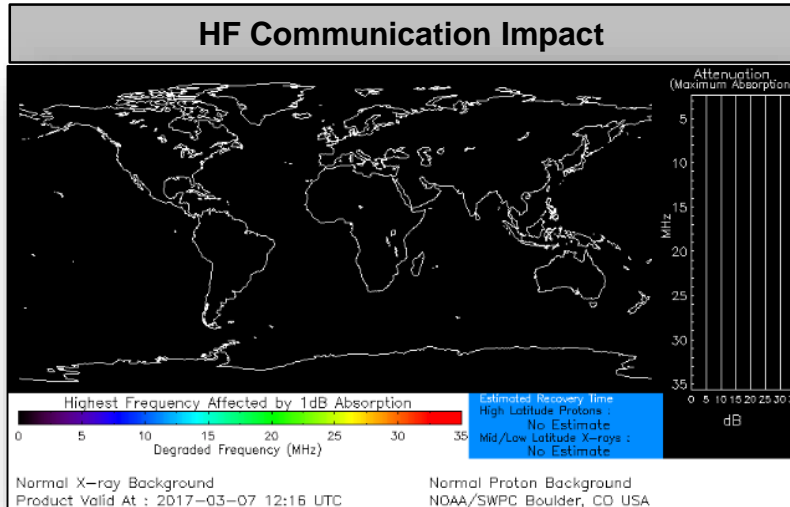 HF Communication Impact
Attenuation
(Maximum Absorption
5
10
15
20
25
30
35
MHz
0 5 10 15 20 25 30
dB
Highest Frequency Affected by 1dB Absorption
0 5 10 15 20 25 30 35
Degraded Frequency (MHz)
Estimated Recovery Time
High Latitude Protons :
No Estimate
Mid/Low Latitude X-rays :
No Estimate
Normal X-ray Background
Normal Proton Background
Product Valid At : 2017-03-07 12:16 UTC
NOAA/SWPC Boulder, CO USA